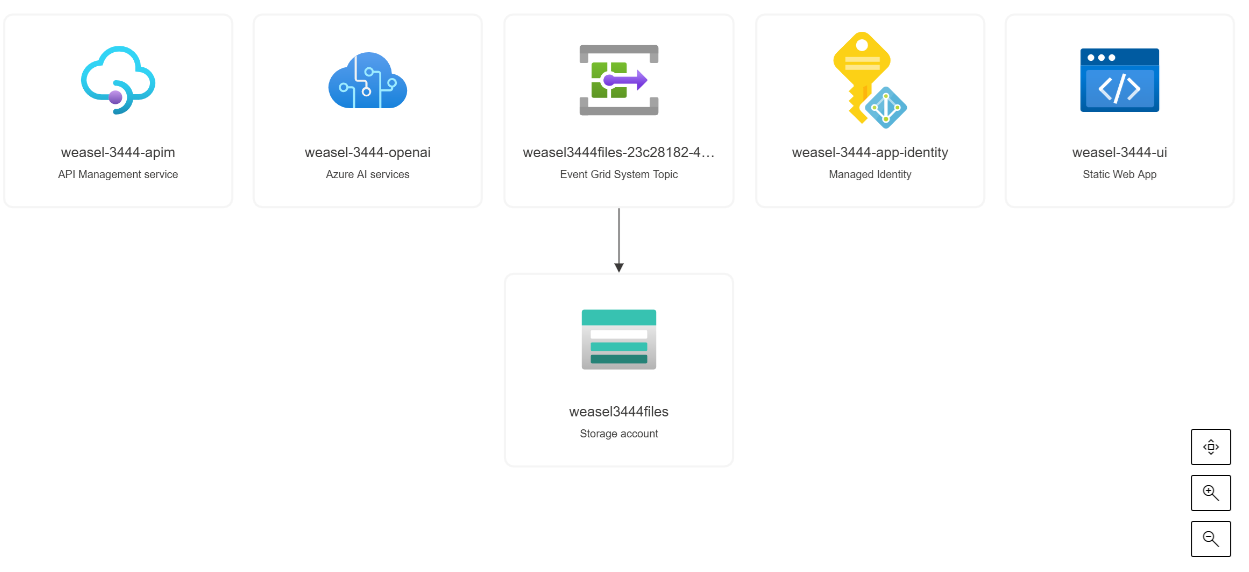 weasel-3444-apim
API Management service
weasel-3444-openai
Azure AI services
weasel3444files-23c28182-4…
Event Grid System Topic
weasel-3444-app-identity
Managed Identity
weasel-3444-ui
Static Web App
weasel3444files
Storage account